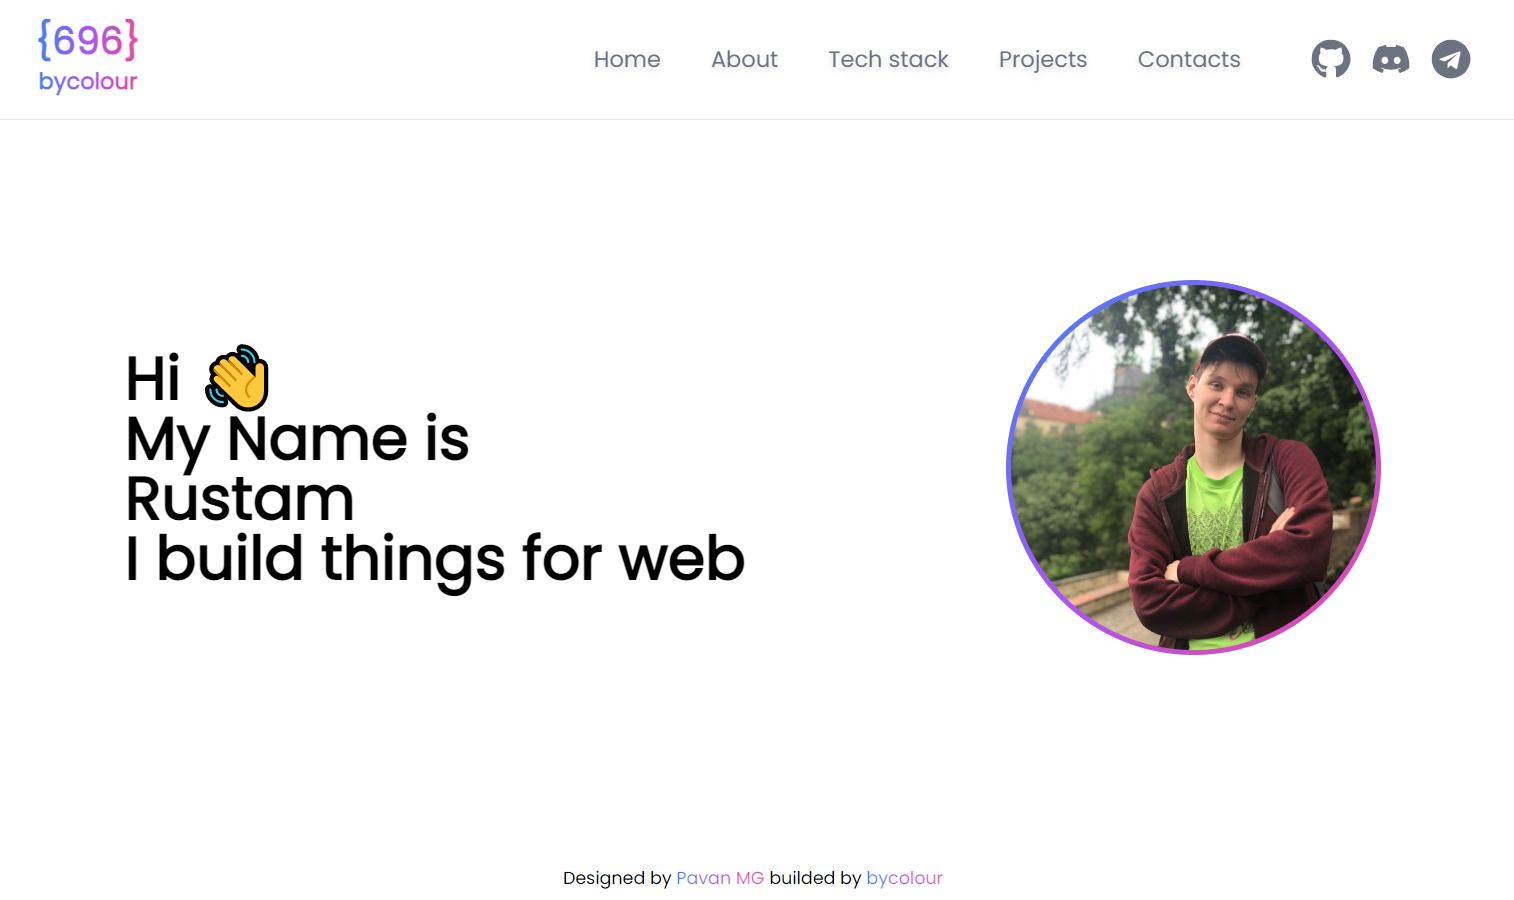 {696}
bycolour
Home About Tech stack Projects Contacts
Hi 👋
My Name is
Rustam
I build things for web
Designed by Pavan MG builded by bycolour